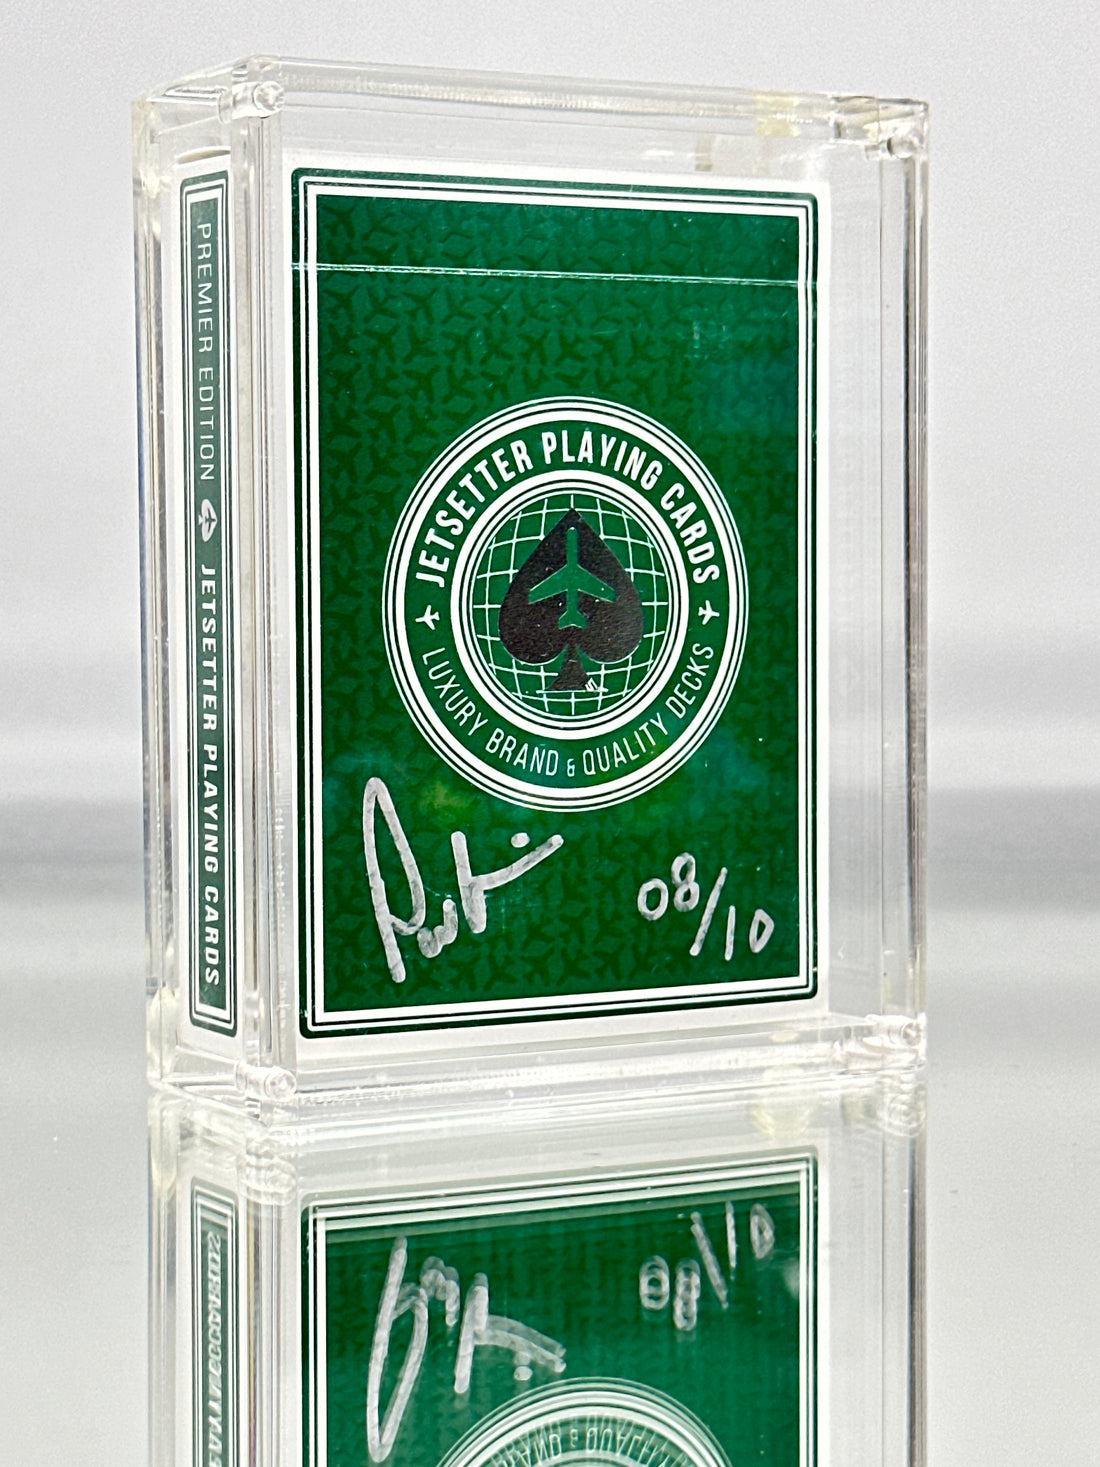 PREMIER EDITION JETSETTER PLAYING CARDS
JETSETTER PLAYING CARDS
LUXURY BRAND & QUALITY DECKS
08/10